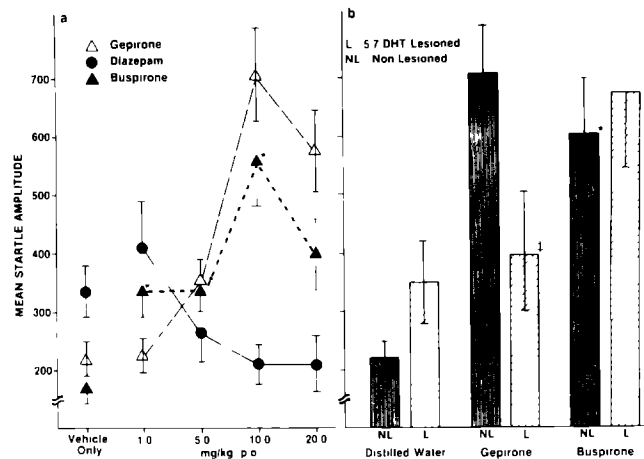 a
Gepirone
Diazepam
Buspirone
MEAN STARTLE AMPLITUDE
700
600
500
400
300
200
Vehicle
Only
1 0
5 0
10 0
20 0
mg/kg p o
b
L 5 7 DHT Lesioned
NL Non Lesioned
NL L NL L NL L
Distilled Water Gepirone Buspirone